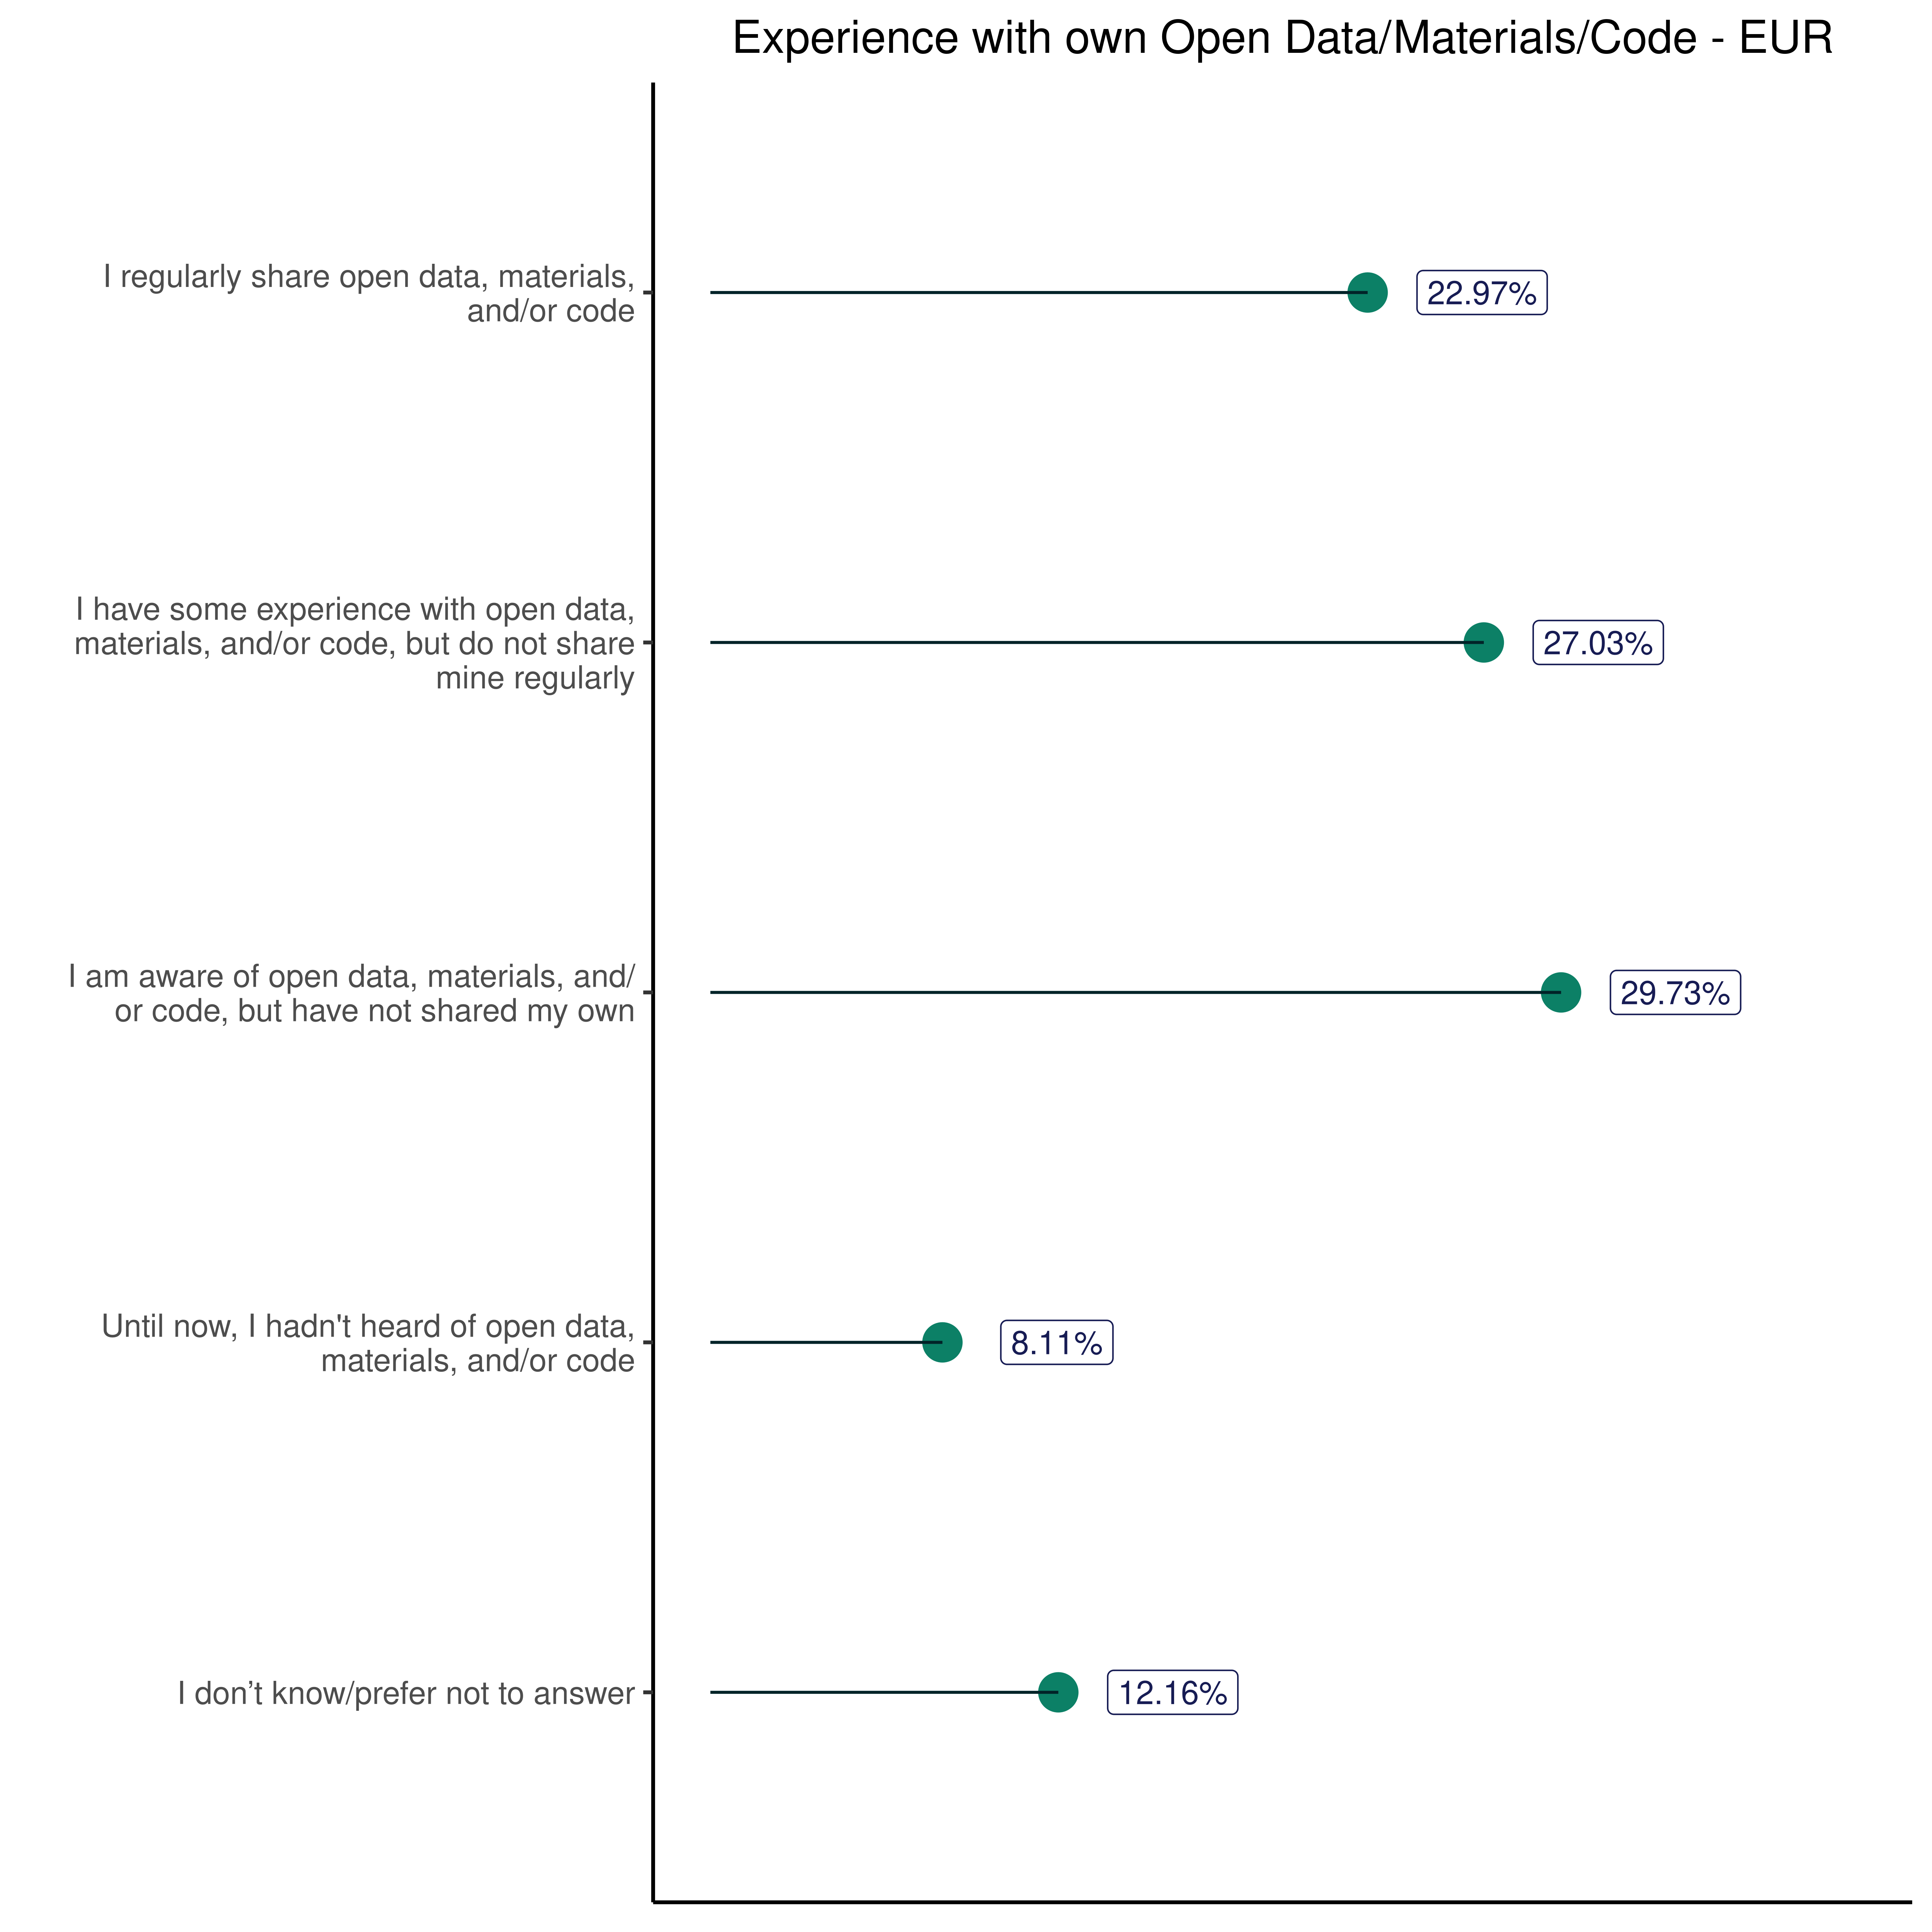 Experience with own Open Data/Materials/Code - EUR
I regularly share open data, materials,
and/or code
22.97%
I have some experience with open data,
materials, and/or code, but do not share
mine regularly
27.03%
I am aware of open data, materials, and/
or code, but have not shared my own
29.73%
Until now, I hadn't heard of open data,
materials, and/or code
8.11%
I don’t know/prefer not to answer
12.16%